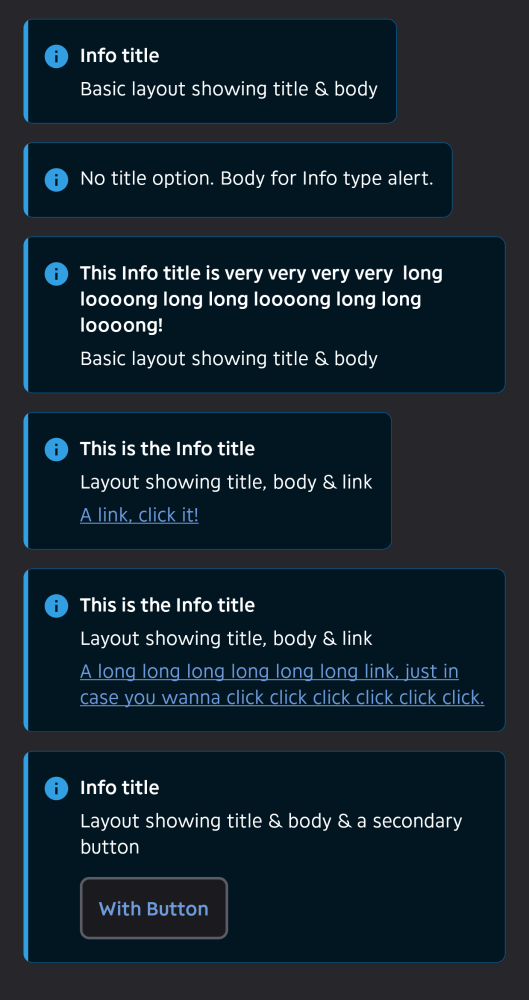 Info title
Basic layout showing title & body
No title option. Body for Info type alert.
This Info title is very very very very  long
loooong long long loooong long long
loooong!
Basic layout showing title & body
This is the Info title
Layout showing title, body & link
A link, click it!
This is the Info title
Layout showing title, body & link
A long long long long long long link, just in
case you wanna click click click click click click.
Info title
Layout showing title & body & a secondary
button
With Button